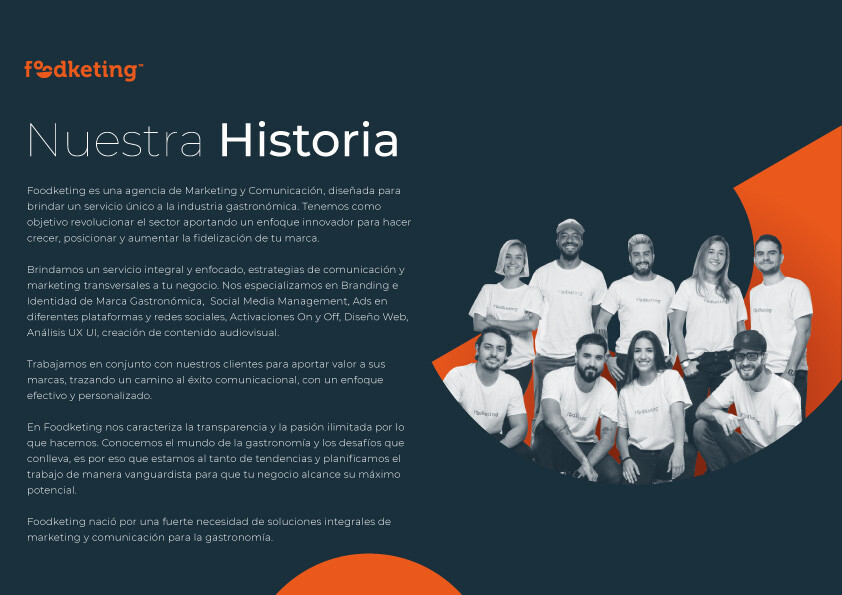 foodketing™
Nuestra Historia
Foodketing es una agencia de Marketing y Comunicación, diseñada para
brindar un servicio único a la industria gastronómica. Tenemos como
objetivo revolucionar el sector aportando un enfoque innovador para hacer
crecer, posicionar y aumentar la fidelización de tu marca.
Brindamos un servicio integral y enfocado, estrategias de comunicación y
marketing transversales a tu negocio. Nos especializamos en Branding e
Identidad de Marca Gastronómica, Social Media Management, Ads en
diferentes plataformas y redes sociales, Activaciones On y Off, Diseño Web,
Análisis UX UI, creación de contenido audiovisual.
Trabajamos en conjunto con nuestros clientes para aportar valor a sus
marcas, trazando un camino al éxito comunicacional, con un enfoque
efectivo y personalizado.
En Foodketing nos caracteriza la transparencia y la pasión ilimitada por lo
que hacemos. Conocemos el mundo de la gastronomía y los desafíos que
conlleva, es por eso que estamos al tanto de tendencias y planificamos el
trabajo de manera vanguardista para que tu negocio alcance su máximo
potencial.
Foodketing nació por una fuerte necesidad de soluciones integrales de
marketing y comunicación para la gastronomía.